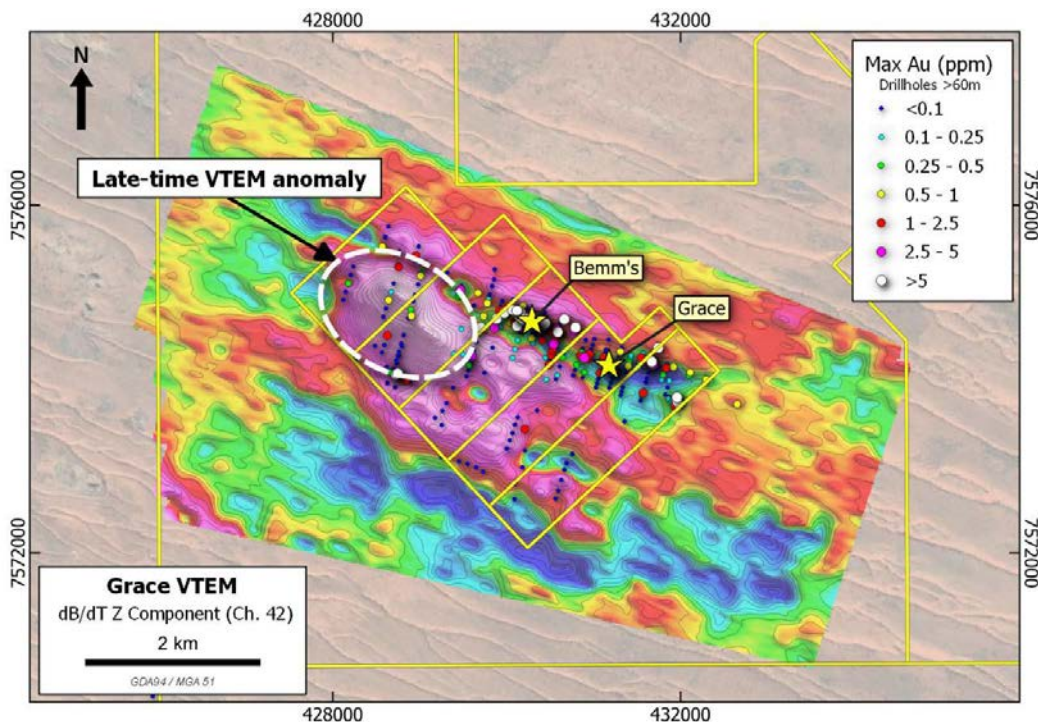 428000
432000
N
Max Au (ppm)
Drillholes >60m
<0.1
0.1 - 0.25
0.25 - 0.5
0.5 - 1
1 - 2.5
2.5 - 5
>5
Late-time VTEM anomaly
7576000
7576000
Bemm's
Grace
7572000
7572000
Grace VTEM
dB/dT Z Component (Ch. 42)
2 km
GDA94 / MGA 51
428000
432000